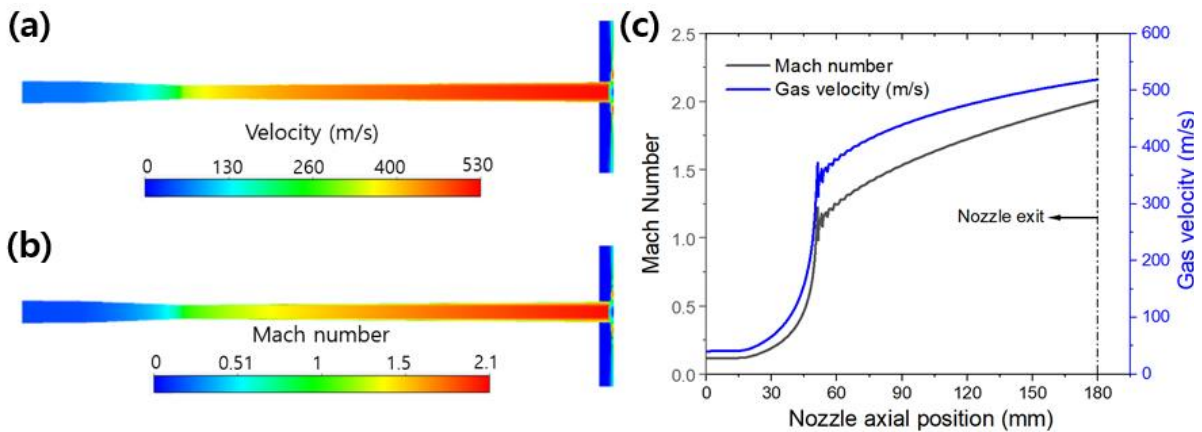 (a)
Velocity (m/s)
0 130 260 400 530
(b)
Mach number
0 0.51 1 1.5 2.1
(c)
Mach number
Gas velocity (m/s)
Nozzle exit
Mach Number
2.5
2.0
1.5
1.0
0.5
0.0
Gas velocity (m/s)
600
500
400
300
200
100
0
0 30 60 90 120 150 180
Nozzle axial position (mm)